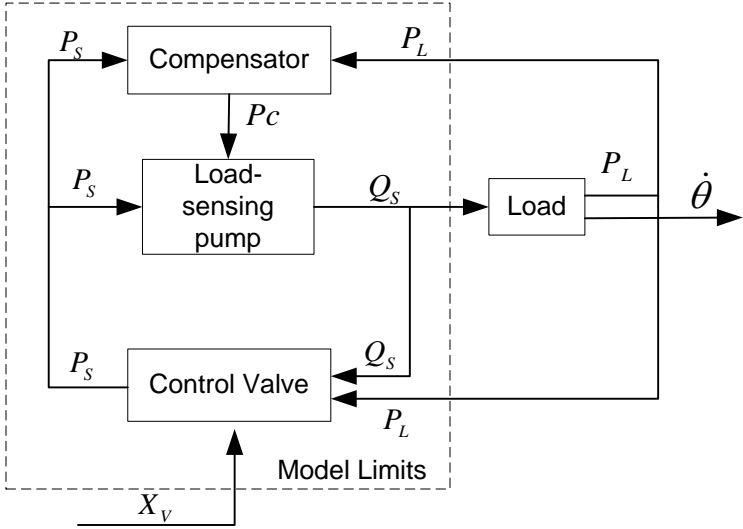 P_S
Compensator
P_L
Pc
P_S
Load-
sensing
pump
Q_S
Load
P_L
θ̇
P_S
Control Valve
Q_S
P_L
Model Limits
X_V